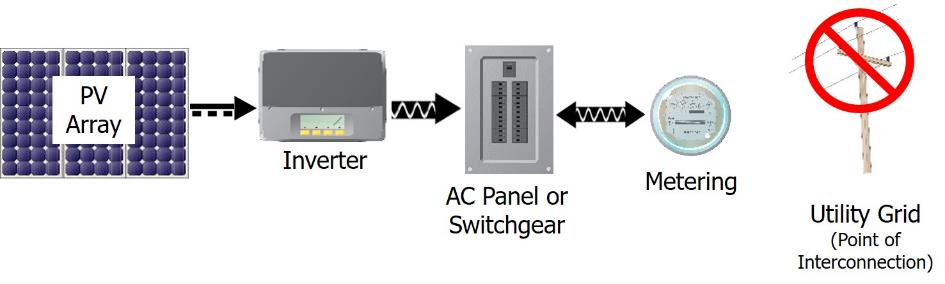 PV
Array
Inverter
AC Panel or
Switchgear
Metering
Utility Grid
(Point of
Interconnection)